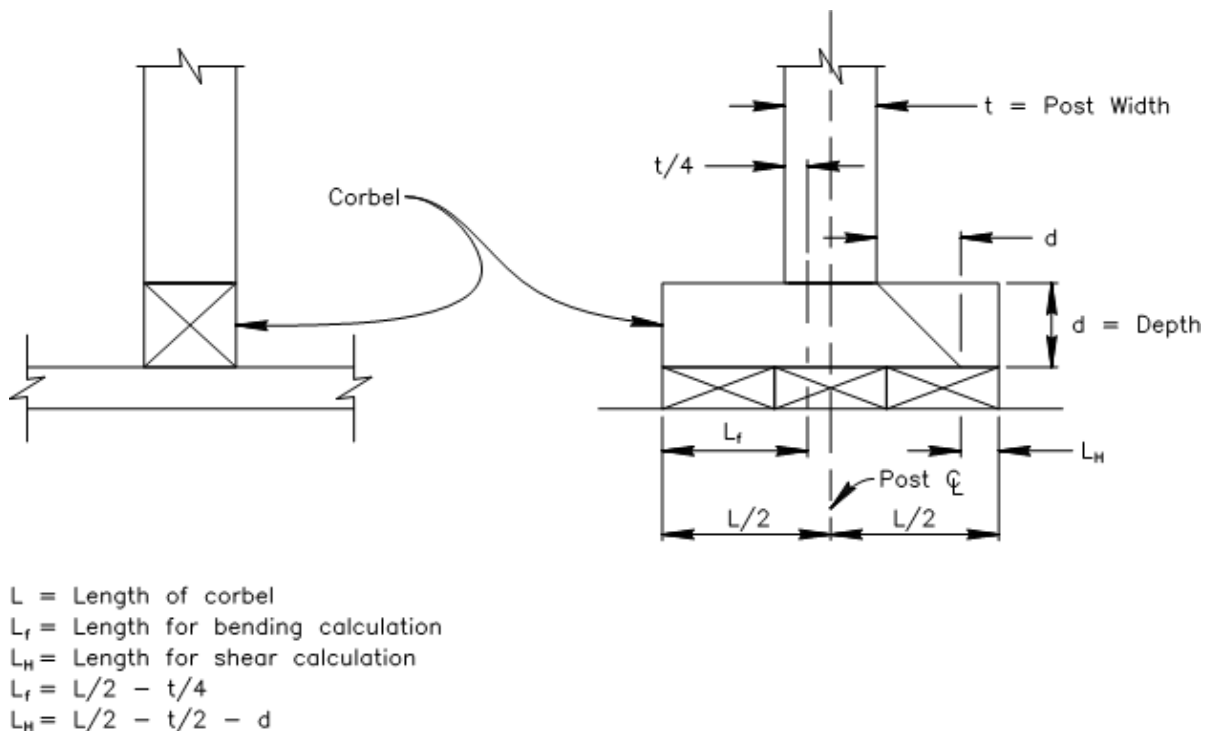 t = Post Width
t/4
Corbel
d
d = Depth
L_f
L_H
Post ℄
L/2
L/2
L = Length of corbel
L_f = Length for bending calculation
L_H = Length for shear calculation
L_f = L/2 - t/4
L_H = L/2 - t/2 - d